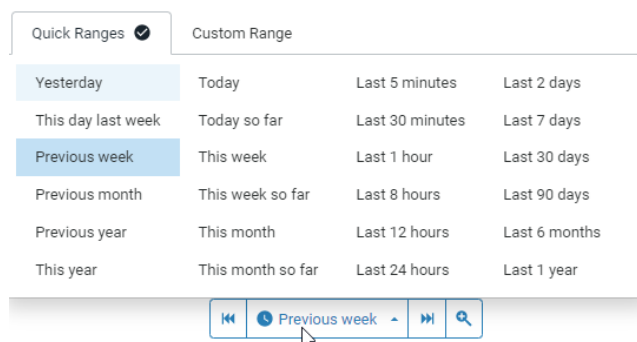 Quick Ranges Custom Range
Yesterday Today Last 5 minutes Last 2 days
This day last week Today so far Last 30 minutes Last 7 days
Previous week This week Last 1 hour Last 30 days
Previous month This week so far Last 8 hours Last 90 days
Previous year This month Last 12 hours Last 6 months
This year This month so far Last 24 hours Last 1 year
Previous week